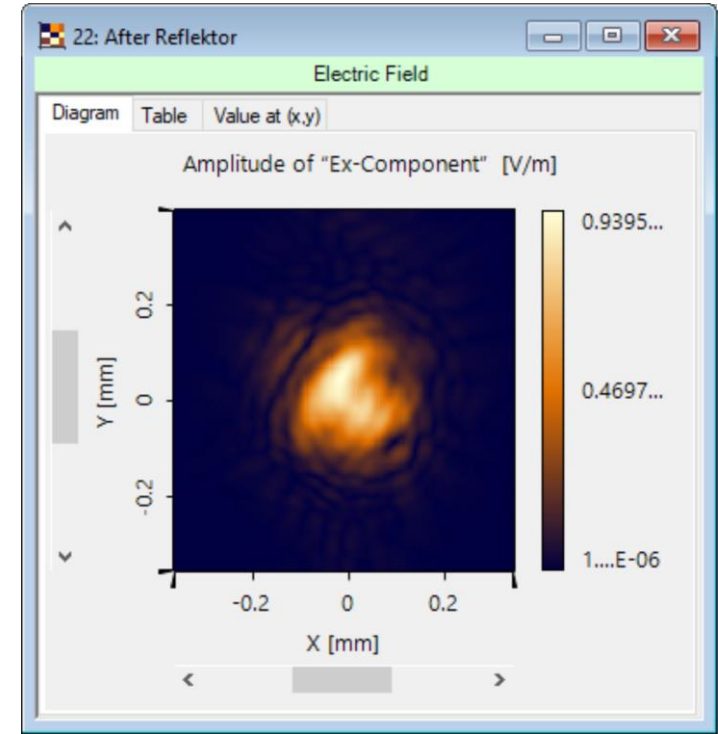 22: After Reflektor
Electric Field
Diagram Table Value at (x,y)
Amplitude of "Ex-Component" [V/m]
0.9395...
0.4697...
1....E-06
0.2
0
-0.2
Y [mm]
-0.2 0 0.2
X [mm]